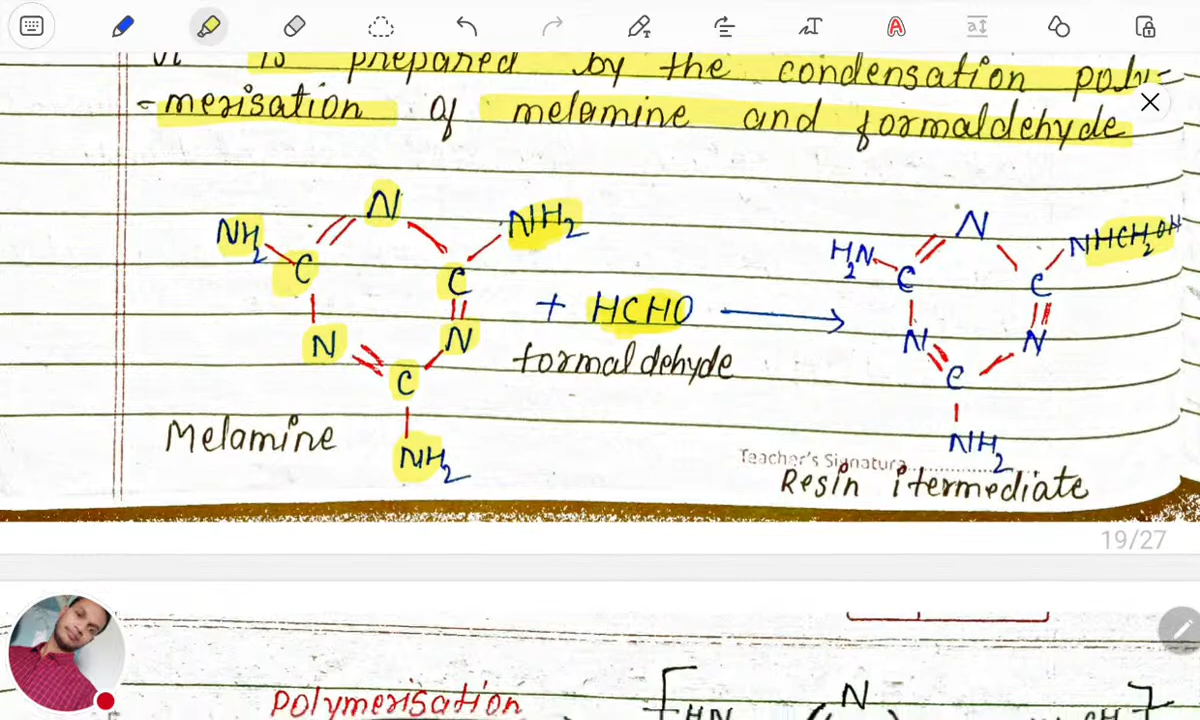 is prepared by the condensation poly-
-merisation of melamine and formaldehyde
N
NH2 NH2
C C
N N
C
NH2
Melamine
+ HCHO
formaldehyde
N
H2N NHCH2OH
C C
N N
C
NH2
Teacher's Signature
Resin itermediate
19/27
Polymerisation
N
HN